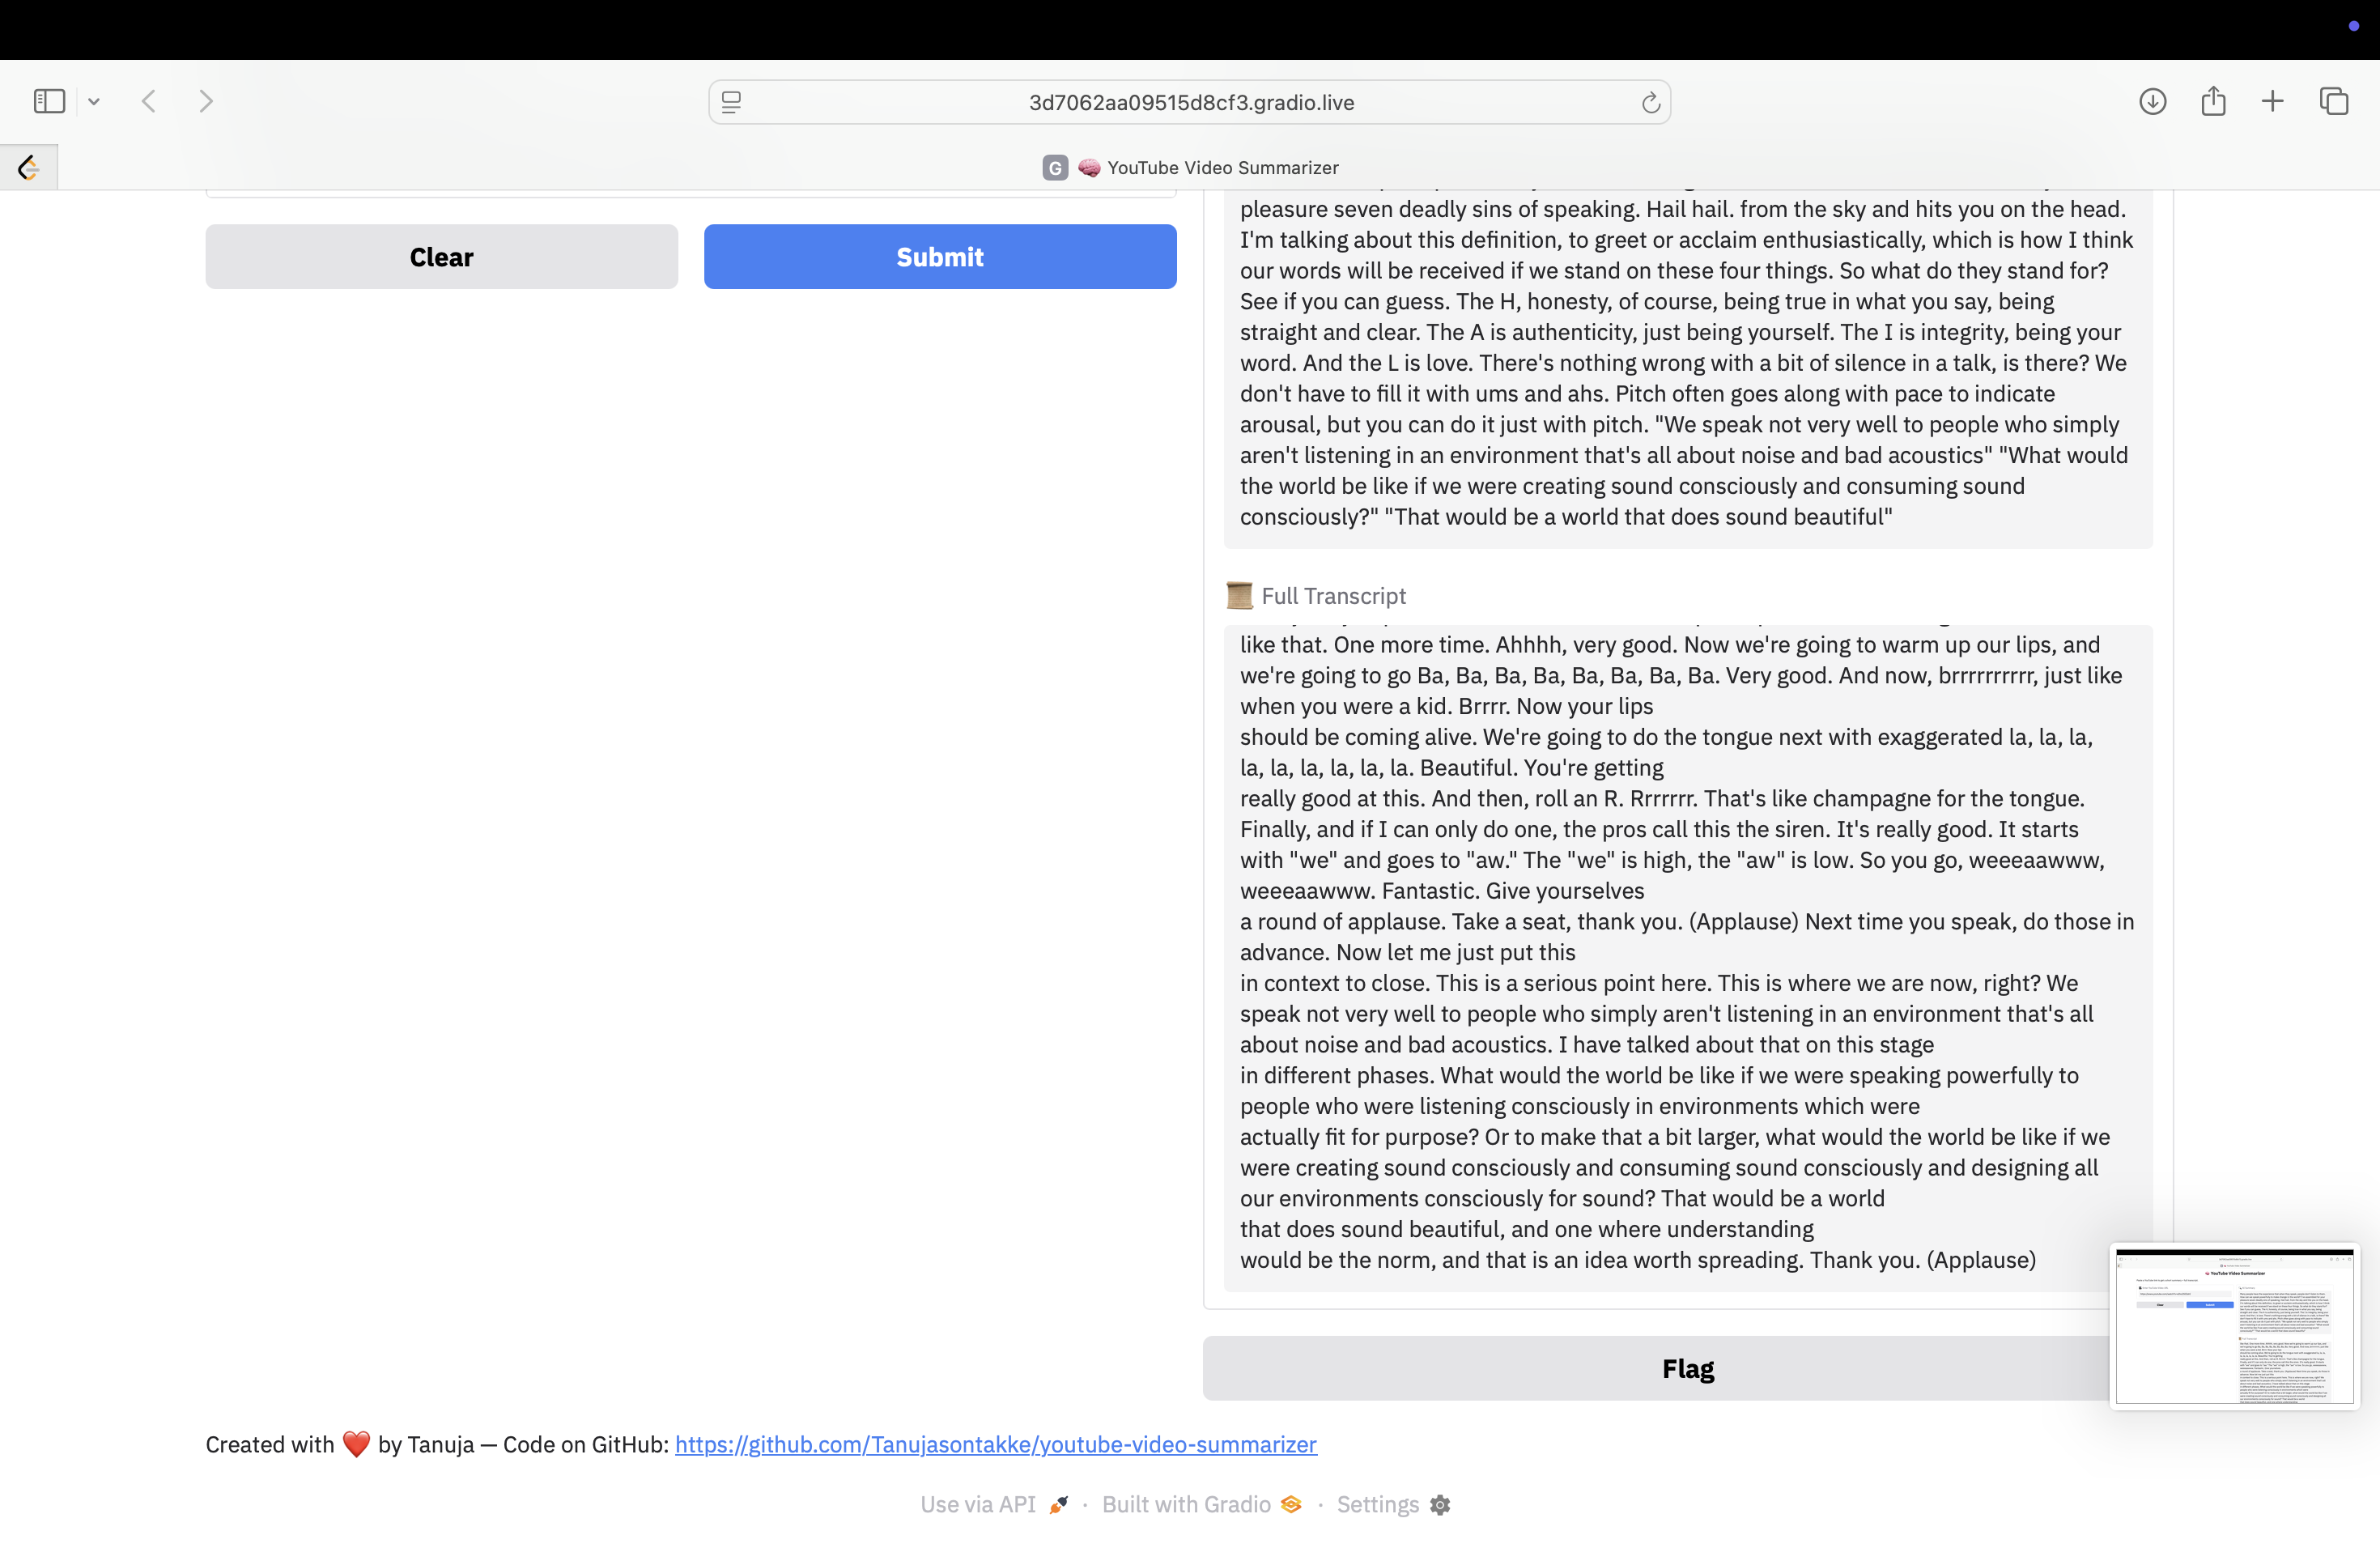 3d7062aa09515d8cf3.gradio.live
G YouTube Video Summarizer
Clear
Submit
pleasure seven deadly sins of speaking. Hail hail. from the sky and hits you on the head.
I'm talking about this definition, to greet or acclaim enthusiastically, which is how I think
our words will be received if we stand on these four things. So what do they stand for?
See if you can guess. The H, honesty, of course, being true in what you say, being
straight and clear. The A is authenticity, just being yourself. The I is integrity, being your
word. And the L is love. There's nothing wrong with a bit of silence in a talk, is there? We
don't have to fill it with ums and ahs. Pitch often goes along with pace to indicate
arousal, but you can do it just with pitch. "We speak not very well to people who simply
aren't listening in an environment that's all about noise and bad acoustics" "What would
the world be like if we were creating sound consciously and consuming sound
consciously?" "That would be a world that does sound beautiful"
Full Transcript
like that. One more time. Ahhhh, very good. Now we're going to warm up our lips, and
we're going to go Ba, Ba, Ba, Ba, Ba, Ba, Ba, Ba. Very good. And now, brrrrrrrrrr, just like
when you were a kid. Brrrr. Now your lips
should be coming alive. We're going to do the tongue next with exaggerated la, la, la,
la, la, la, la, la, la. Beautiful. You're getting
really good at this. And then, roll an R. Rrrrrrr. That's like champagne for the tongue.
Finally, and if I can only do one, the pros call this the siren. It's really good. It starts
with "we" and goes to "aw." The "we" is high, the "aw" is low. So you go, weeeaawww,
weeeaawww. Fantastic. Give yourselves
a round of applause. Take a seat, thank you. (Applause) Next time you speak, do those in
advance. Now let me just put this
in context to close. This is a serious point here. This is where we are now, right? We
speak not very well to people who simply aren't listening in an environment that's all
about noise and bad acoustics. I have talked about that on this stage
in different phases. What would the world be like if we were speaking powerfully to
people who were listening consciously in environments which were
actually fit for purpose? Or to make that a bit larger, what would the world be like if we
were creating sound consciously and consuming sound consciously and designing all
our environments consciously for sound? That would be a world
that does sound beautiful, and one where understanding
would be the norm, and that is an idea worth spreading. Thank you. (Applause)
YouTube Video Summarizer
Flag
Created with ❤️ by Tanuja — Code on GitHub: https://github.com/Tanujasontakke/youtube-video-summarizer
Use via API · Built with Gradio · Settings